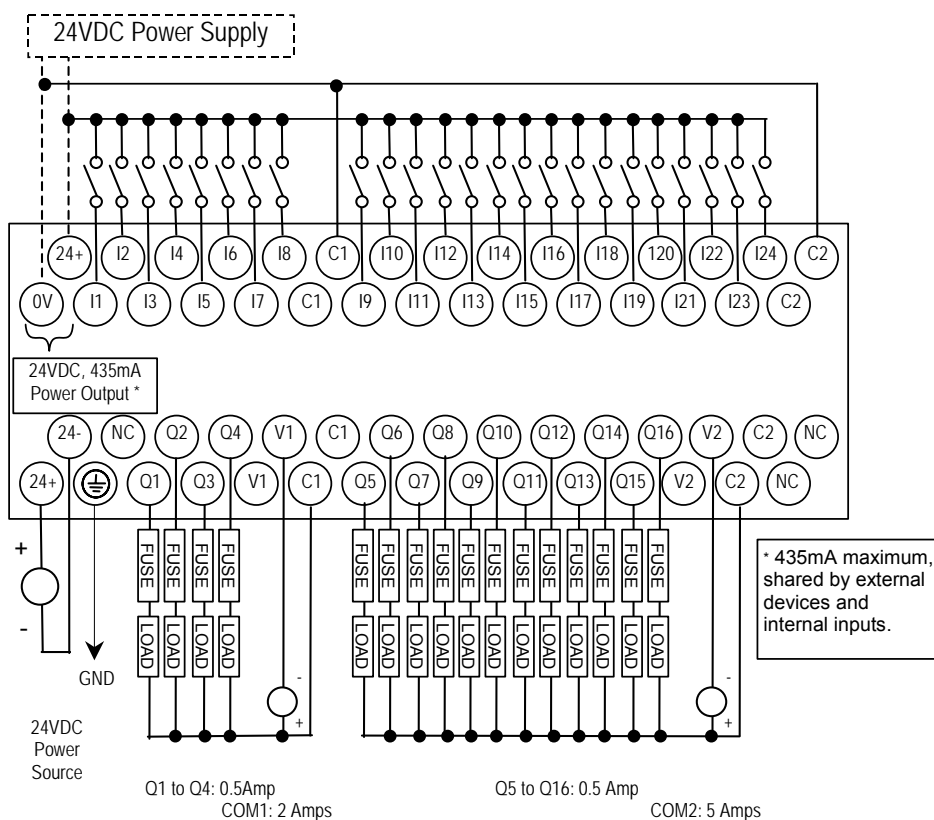 24VDC Power Supply
24+ I2 I4 I6 I8 C1 I10 I12 I14 I16 I18 120 I22 I24 C2
0V I1 I3 I5 I7 C1 I9 I11 I13 I15 I17 I19 I21 I23 C2
24VDC, 435mA
Power Output *
24- NC Q2 Q4 V1 C1 Q6 Q8 Q10 Q12 Q14 Q16 V2 C2 NC
24+ Q1 Q3 V1 C1 Q5 Q7 Q9 Q11 Q13 Q15 V2 C2 NC
+
-
FUSE FUSE FUSE FUSE FUSE FUSE FUSE FUSE FUSE FUSE FUSE FUSE FUSE FUSE FUSE FUSE
LOAD LOAD LOAD LOAD LOAD LOAD LOAD LOAD LOAD LOAD LOAD LOAD LOAD LOAD LOAD LOAD
* 435mA maximum,
shared by external
devices and
internal inputs.
GND
- -
+ +
24VDC
Power
Source
Q1 to Q4: 0.5Amp
COM1: 2 Amps
Q5 to Q16: 0.5 Amp
COM2: 5 Amps